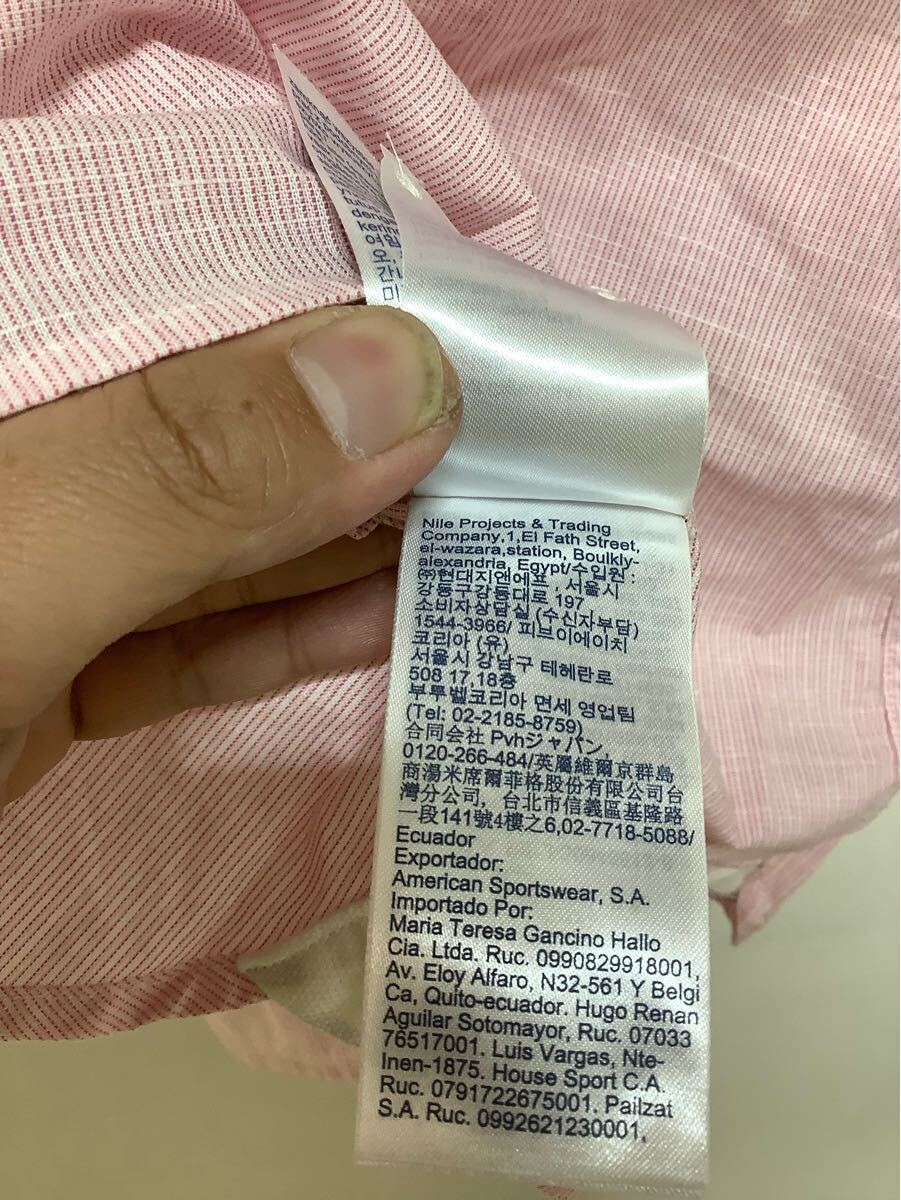 denga
kerin
여 임
오.
간
미
Nile Projects & Trading
Company,1,El Fath Street,
el-wazara,station, Boulkly-
alexandria, Egypt/수입원 :
㈜현대지앤에프, 서울시
강동구강동대로 197
소비자상담실 (수신자부담)
1544-3966/ 피브이에이치
코리아 (유)
서울시 강남구 테헤란로
508 17,18층
부루벨코리아 면세 영업팀
(Tel: 02-2185-8759)
合同会社 Pvhジャパン,
0120-266-484/英屬維爾京群島
商湯米席爾菲格股份有限公司台
灣分公司, 台北市信義區基隆路
一段141號4樓之6,02-7718-5088/
Ecuador
Exportador:
American Sportswear, S.A.
Importado Por:
Maria Teresa Gancino Hallo
Cia. Ltda. Ruc. 0990829918001,
Av. Eloy Alfaro, N32-561 Y Belgi
Ca, Quito-ecuador. Hugo Renan
Aguilar Sotomayor, Ruc. 07033
76517001. Luis Vargas, Nte-
Inen-1875. House Sport C.A.
Ruc. 0791722675001. Pailzat
S.A. Ruc. 0992621230001,